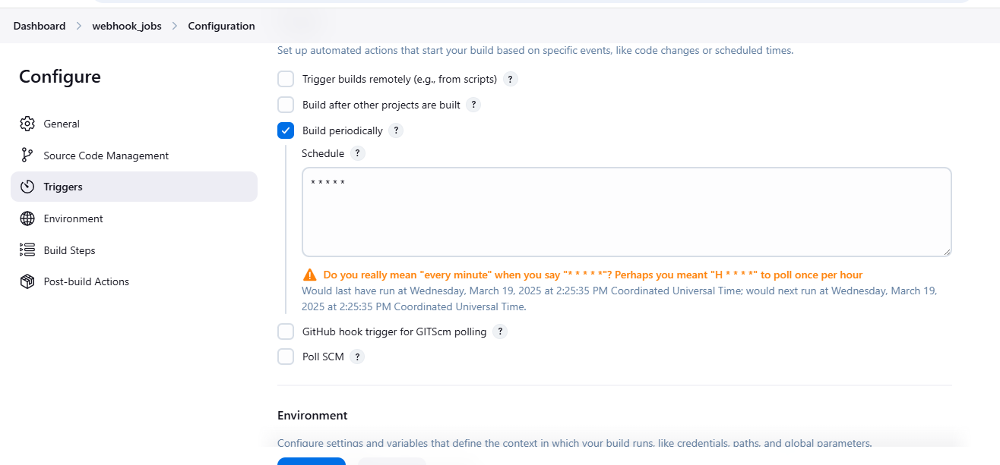 Dashboard > webhook_jobs > Configuration
Configure
General
Source Code Management
Triggers
Environment
Build Steps
Post-build Actions
Set up automated actions that start your build based on specific events, like code changes or scheduled times.
Trigger builds remotely (e.g., from scripts) ?
Build after other projects are built ?
Build periodically ?
Schedule ?
* * * * *
Do you really mean "every minute" when you say "* * * * *"? Perhaps you meant "H * * * *" to poll once per hour
Would last have run at Wednesday, March 19, 2025 at 2:25:35 PM Coordinated Universal Time; would next run at Wednesday, March 19,
2025 at 2:25:35 PM Coordinated Universal Time.
GitHub hook trigger for GITScm polling ?
Poll SCM ?
Environment
Configure settings and variables that define the context in which your build runs, like credentials, paths, and global parameters.